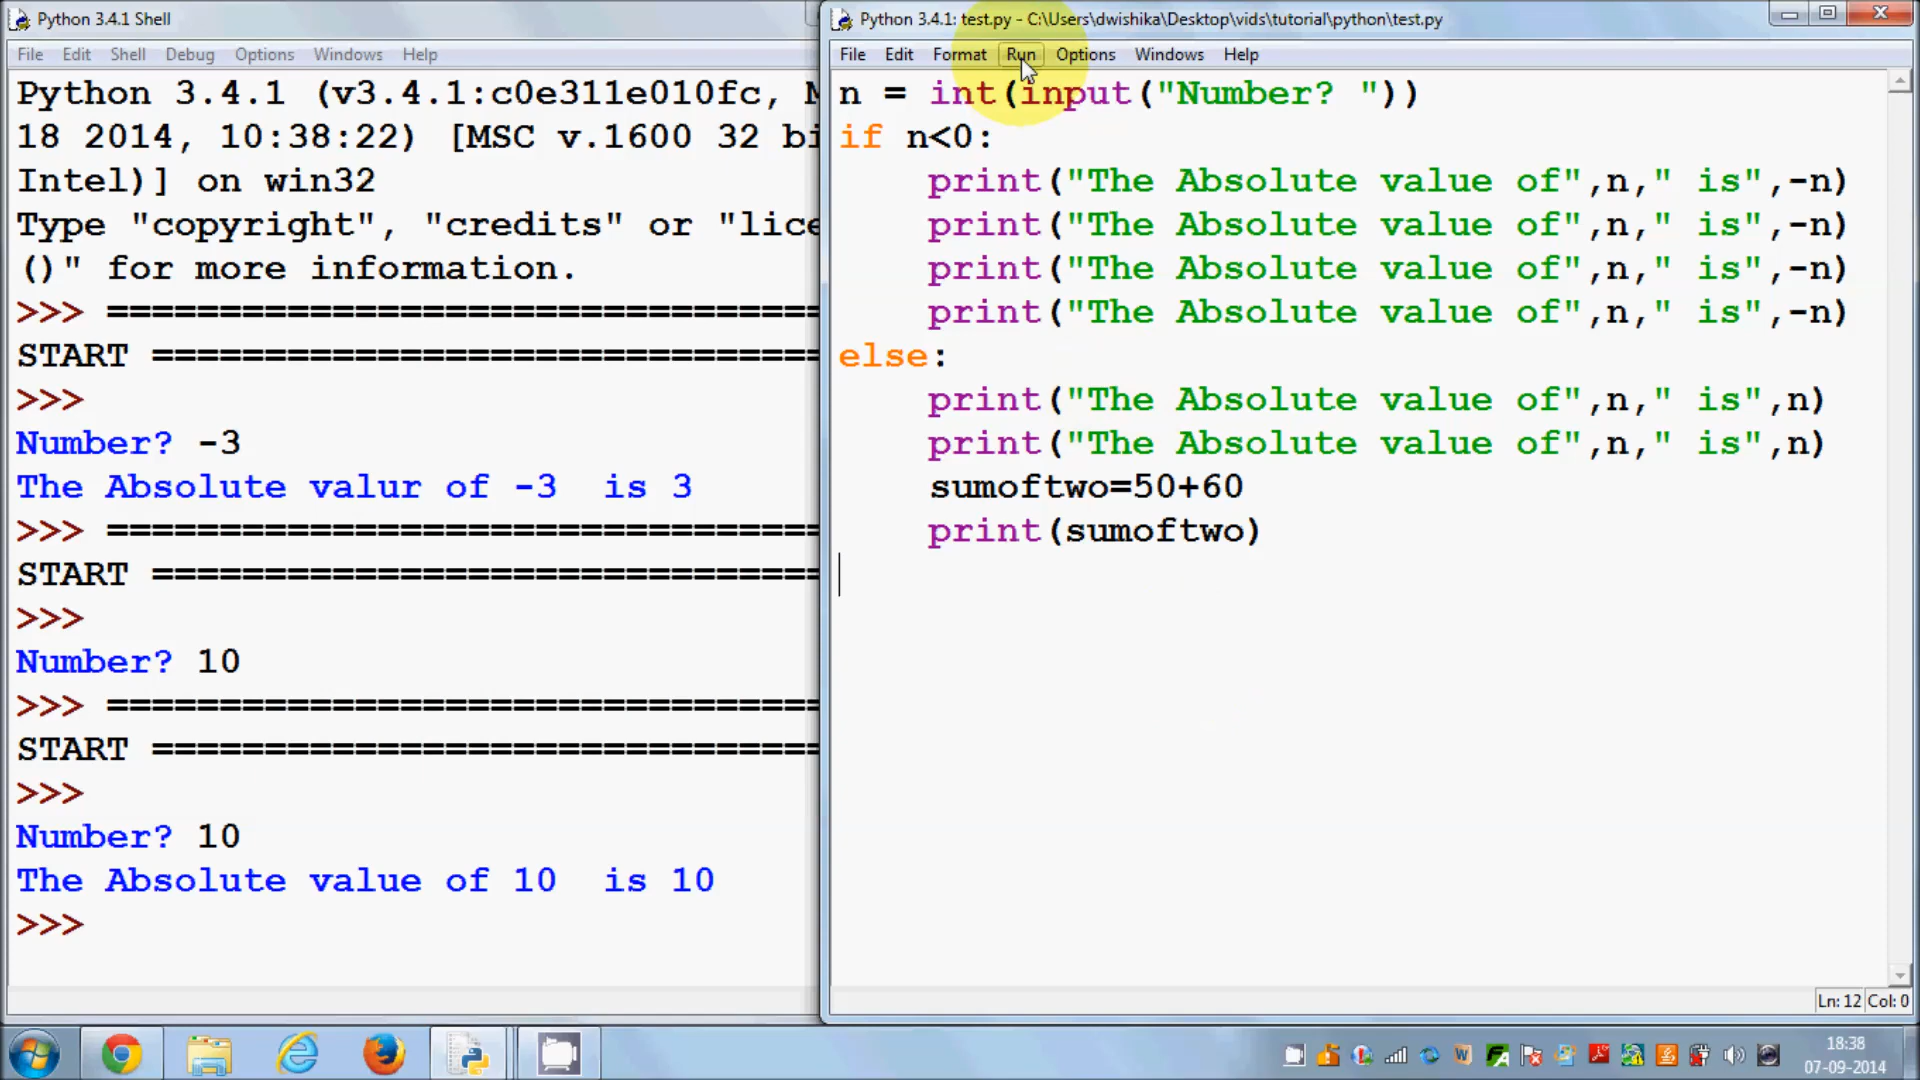 Python 3.4.1 Shell
File Edit Shell Debug Options Windows Help
Python 3.4.1 (v3.4.1:c0e311e010fc, M
18 2014, 10:38:22) [MSC v.1600 32 bi
Intel)] on win32
Type "copyright", "credits" or "lice
()" for more information.
>>> ================================
START ==============================
>>>
Number? -3
The Absolute valur of -3  is 3
>>> ================================
START ==============================
>>>
Number? 10
>>> ================================
START ==============================
>>>
Number? 10
The Absolute value of 10  is 10
>>>
Python 3.4.1: test.py - C:\Users\dwishika\Desktop\vids\tutorial\python\test.py
File Edit Format Run Options Windows Help
n = int(input("Number? "))
if n<0:
    print("The Absolute value of",n," is",-n)
    print("The Absolute value of",n," is",-n)
    print("The Absolute value of",n," is",-n)
    print("The Absolute value of",n," is",-n)
else:
    print("The Absolute value of",n," is",n)
    print("The Absolute value of",n," is",n)
    sumoftwo=50+60
    print(sumoftwo)
Ln: 12 Col: 0
18:38
07-09-2014